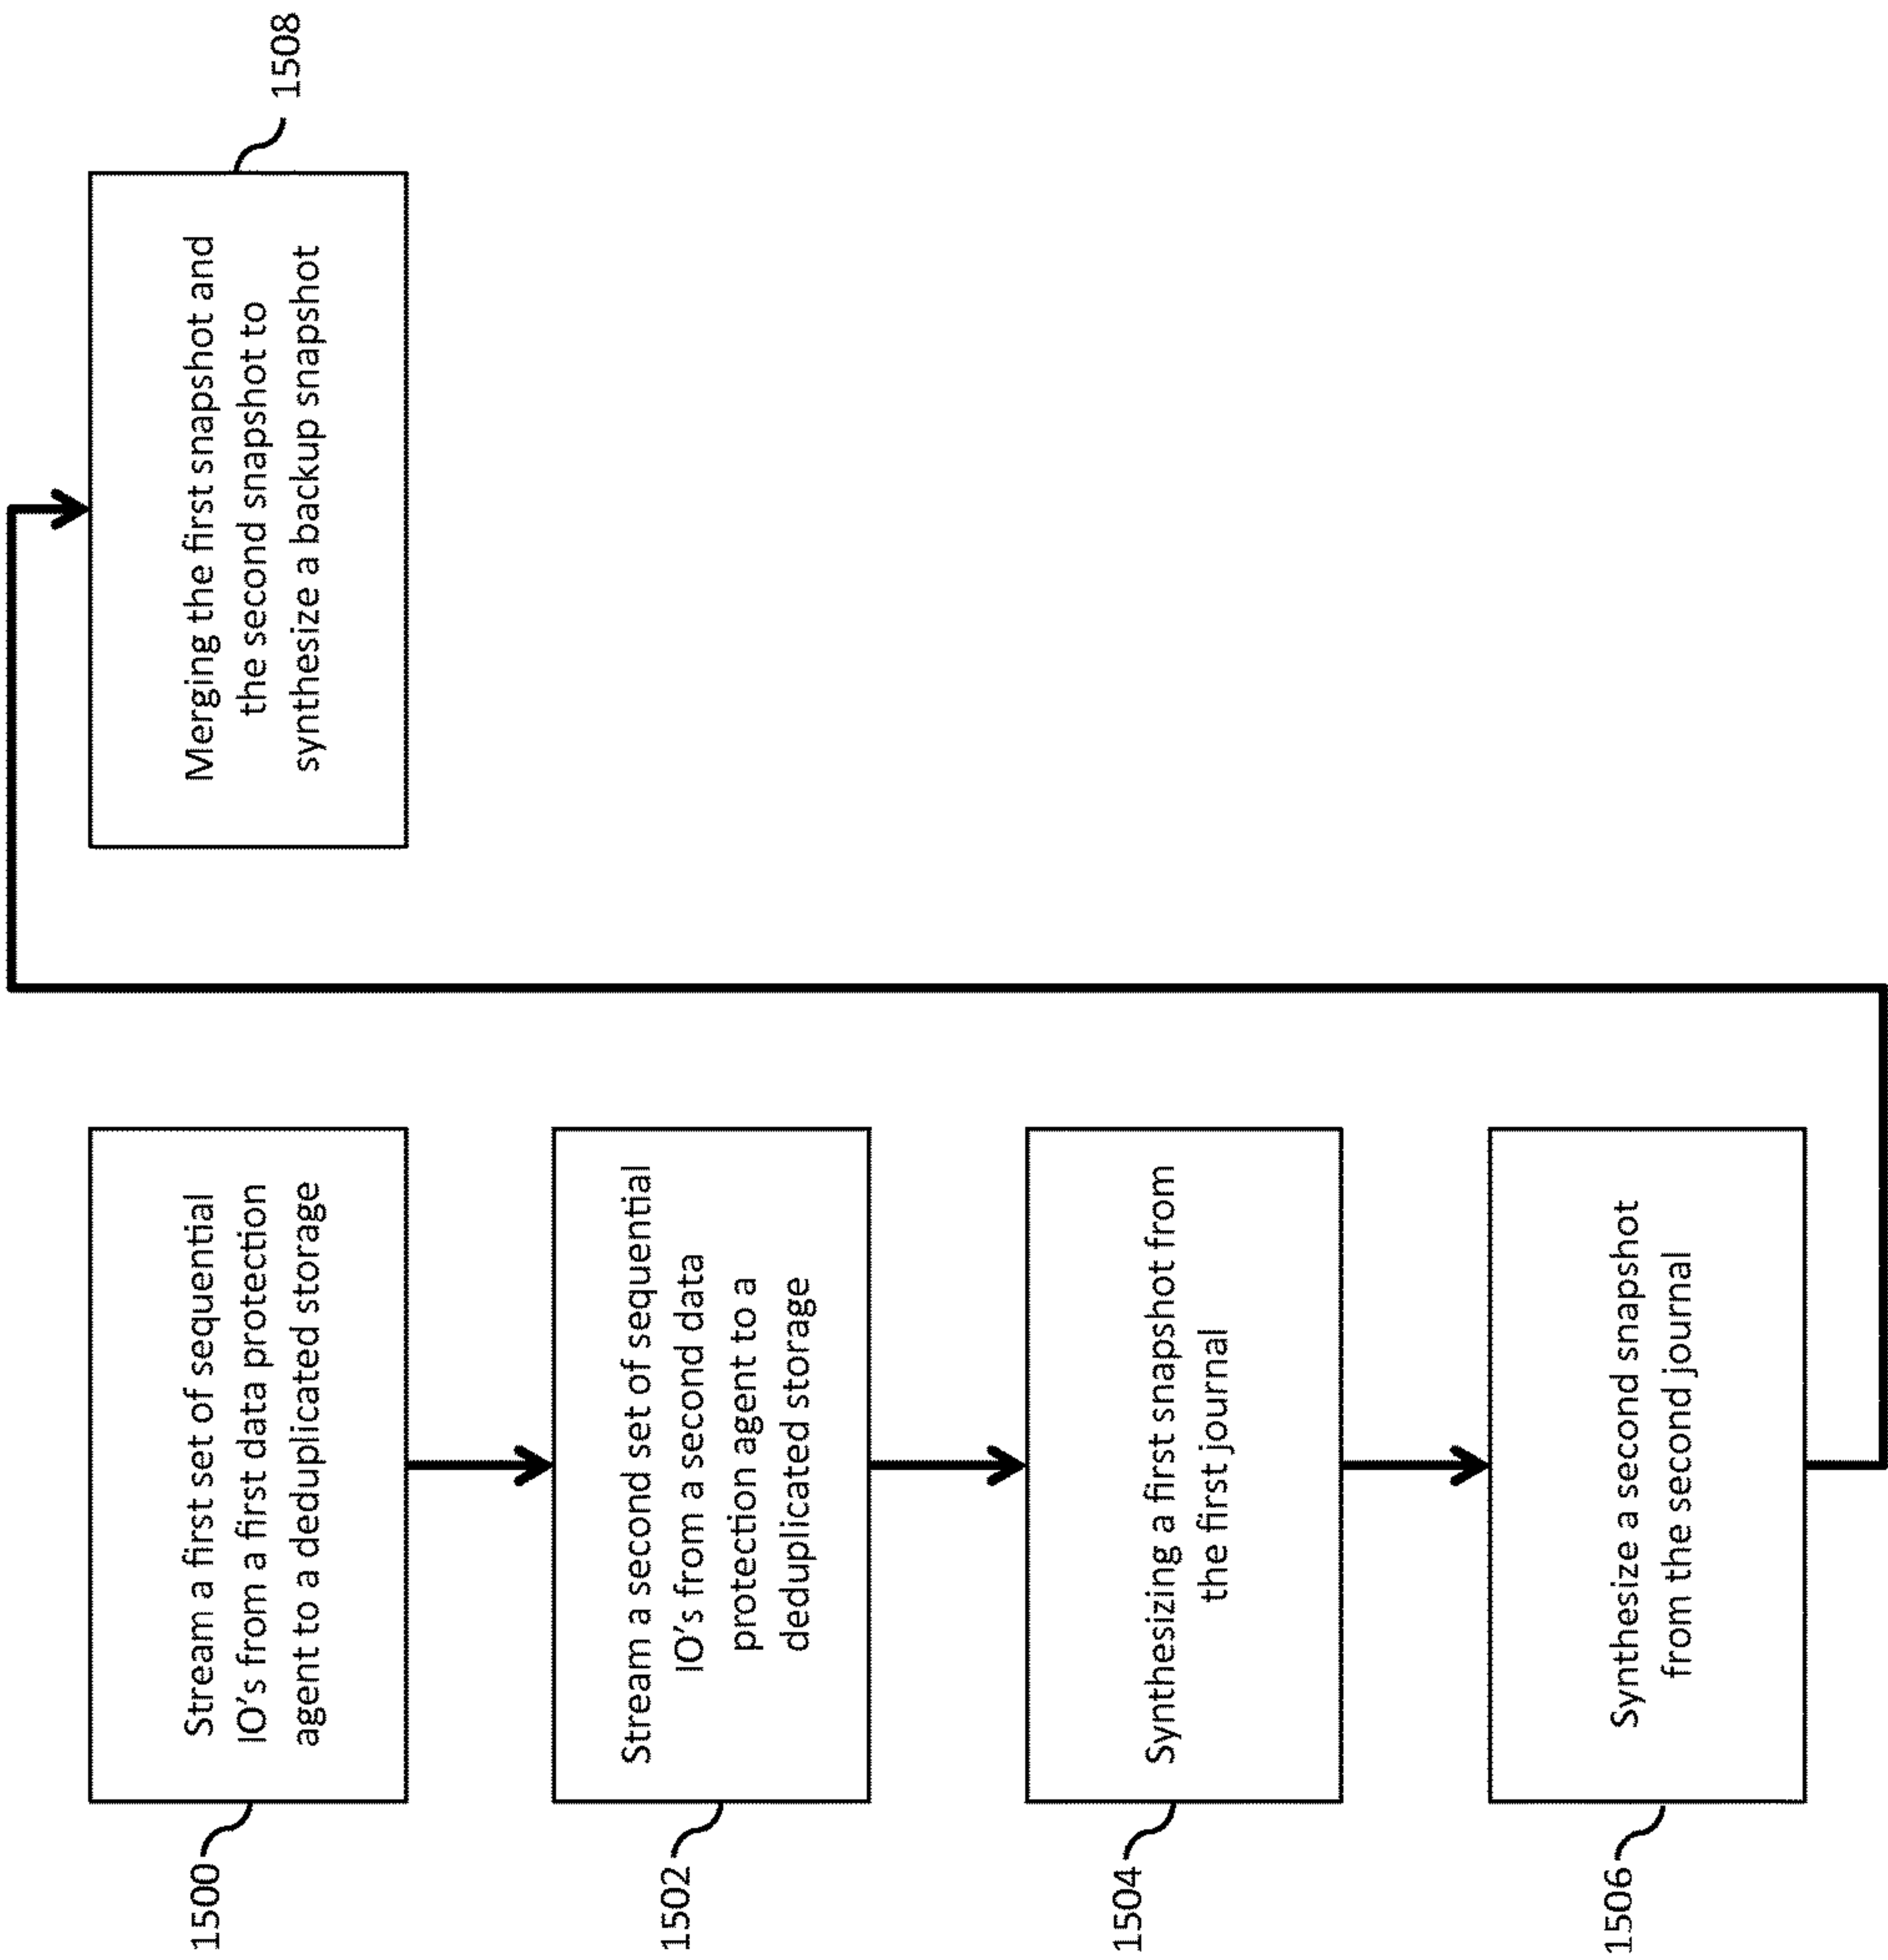 1500
Stream a first set of sequential
IO's from a first data protection
agent to a deduplicated storage
1502
Stream a second set of sequential
IO's from a second data
protection agent to a
deduplicated storage
1504
Synthesizing a first snapshot from
the first journal
1506
Synthesize a second snapshot
from the second journal
1508
Merging the first snapshot and
the second snapshot to
synthesize a backup snapshot